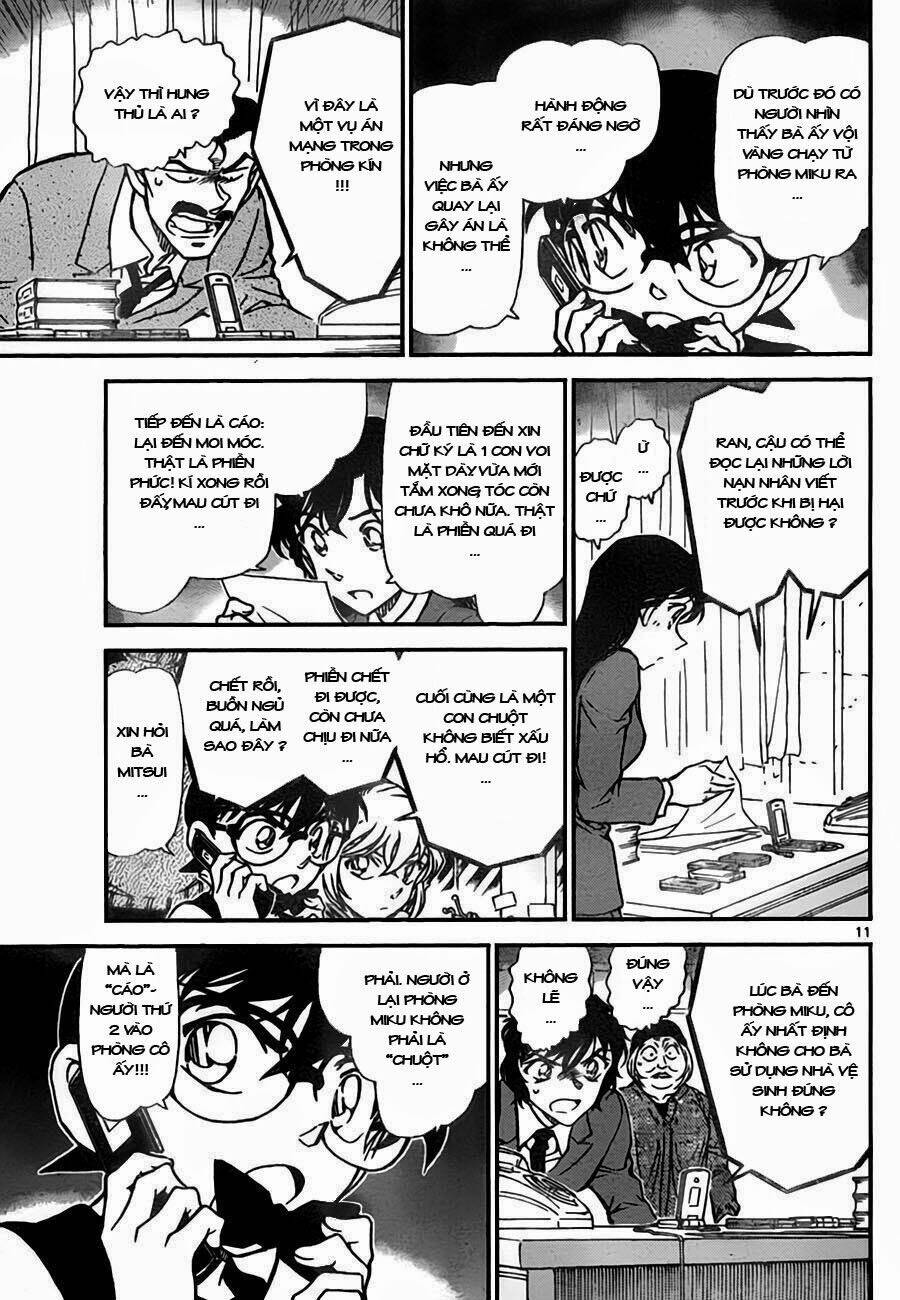 DÙ TRƯỚC ĐÓ CÓ
NGƯỜI NHÌN
THẤY BÀ ẤY VỘI
VÀNG CHẠY TỪ
PHÒNG MIKU RA
...
HÀNH ĐỘNG
RẤT ĐÁNG NGỜ
...
NHƯNG
VIỆC BÀ ẤY
QUAY LẠI
GÂY ÁN LÀ
KHÔNG THỂ
...
VÌ ĐÂY LÀ
MỘT VỤ ÁN
MẠNG TRONG
PHÒNG KÍN
!!!
VẬY THÌ HUNG
THỦ LÀ AI ?
RAN, CẬU CÓ THỂ
ĐỌC LẠI NHỮNG LỜI
NẠN NHÂN VIẾT
TRƯỚC KHI BỊ HẠI
ĐƯỢC KHÔNG ?
Ừ
...
ĐƯỢC
CHỨ
...
ĐẦU TIÊN ĐẾN XIN
CHỮ KÝ LÀ 1 CON VOI
MẶT DÀY. VỪA MỚI
TẮM XONG, TÓC CÒN
CHƯA KHÔ NỮA. THẬT
LÀ PHIỀN QUÁ ĐI
...
TIẾP ĐẾN LÀ CÁO:
LẠI ĐẾN MOI MÓC.
THẬT LÀ PHIỀN
PHỨC! KÍ XONG RỒI
ĐẤY, MAU CÚT ĐI
...
CUỐI CÙNG LÀ MỘT
CON CHUỘT
KHÔNG BIẾT XẤU
HỔ. MAU CÚT ĐI!
PHIỀN CHẾT
ĐI ĐƯỢC,
CÒN CHƯA
CHỊU ĐI NỮA
...
CHẾT RỒI,
BUỒN NGỦ
QUÁ, LÀM
SAO ĐÂY ?
XIN HỎI
BÀ
MITSUI
...
11
LÚC BÀ ĐẾN
PHÒNG MIKU, CÔ
ẤY NHẤT ĐỊNH
KHÔNG CHO BÀ
SỬ DỤNG NHÀ VỆ
SINH ĐÚNG
KHÔNG ?
ĐÚNG
VẬY
...
KHÔNG
LẼ
...
PHẢI. NGƯỜI Ở
LẠI PHÒNG
MIKU KHÔNG
PHẢI LÀ
“CHUỘT”
...
MÀ LÀ
“CÁO”-
NGƯỜI THỨ
2 VÀO
PHÒNG CÔ
ẤY!!!